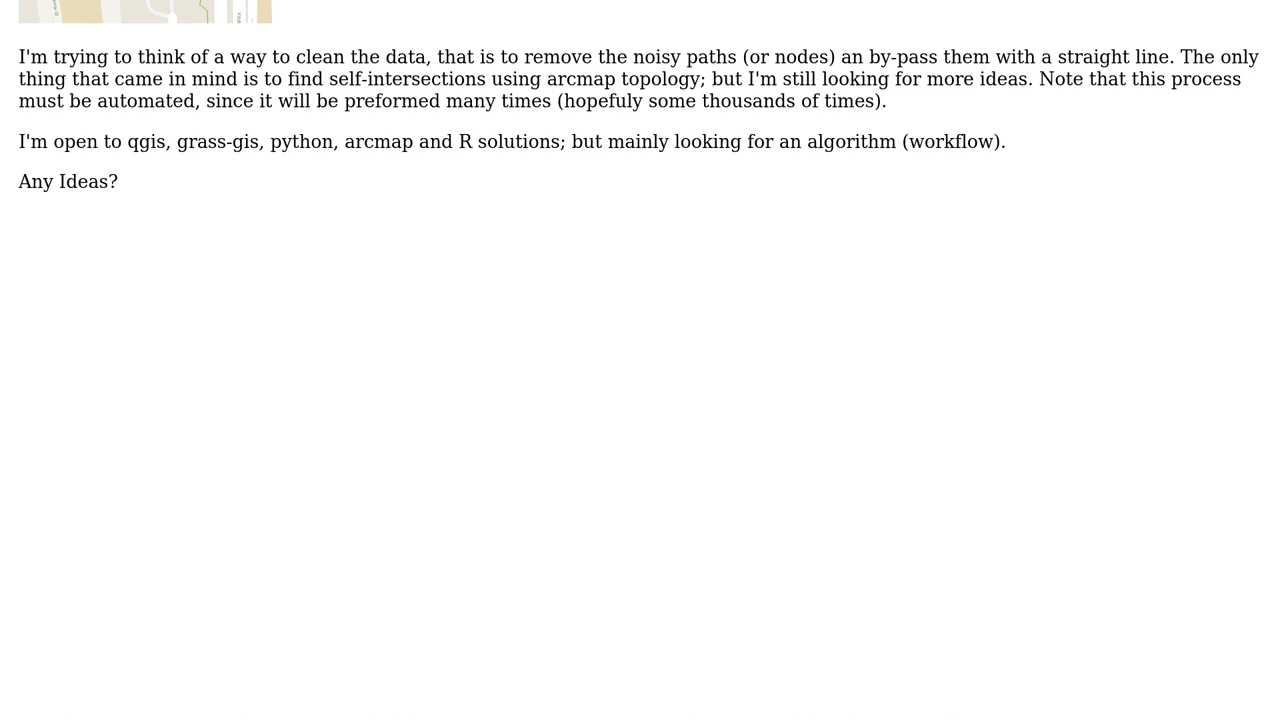 I'm trying to think of a way to clean the data, that is to remove the noisy paths (or nodes) an by-pass them with a straight line. The only
thing that came in mind is to find self-intersections using arcmap topology; but I'm still looking for more ideas. Note that this process
must be automated, since it will be preformed many times (hopefuly some thousands of times).
I'm open to qgis, grass-gis, python, arcmap and R solutions; but mainly looking for an algorithm (workflow).
Any Ideas?